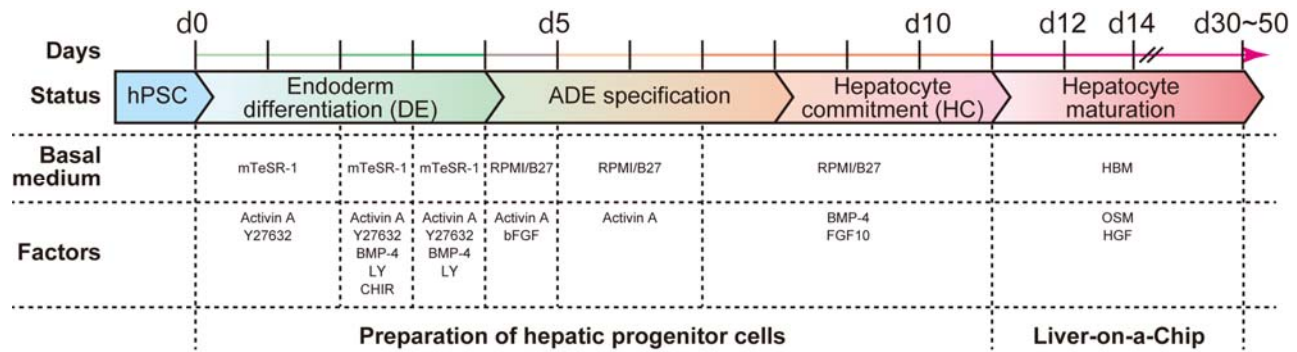 d0 d5 d10 d12 d14 d30~50
Days
Status hPSC Endoderm differentiation (DE) ADE specification Hepatocyte commitment (HC) Hepatocyte maturation
Basal medium mTeSR-1 mTeSR-1 mTeSR-1 RPMI/B27 RPMI/B27 RPMI/B27 HBM
Factors
Activin A Activin A Activin A Activin A Activin A BMP-4 OSM
Y27632 Y27632 Y27632 bFGF FGF10 HGF
BMP-4 BMP-4
LY LY
CHIR
Preparation of hepatic progenitor cells Liver-on-a-Chip